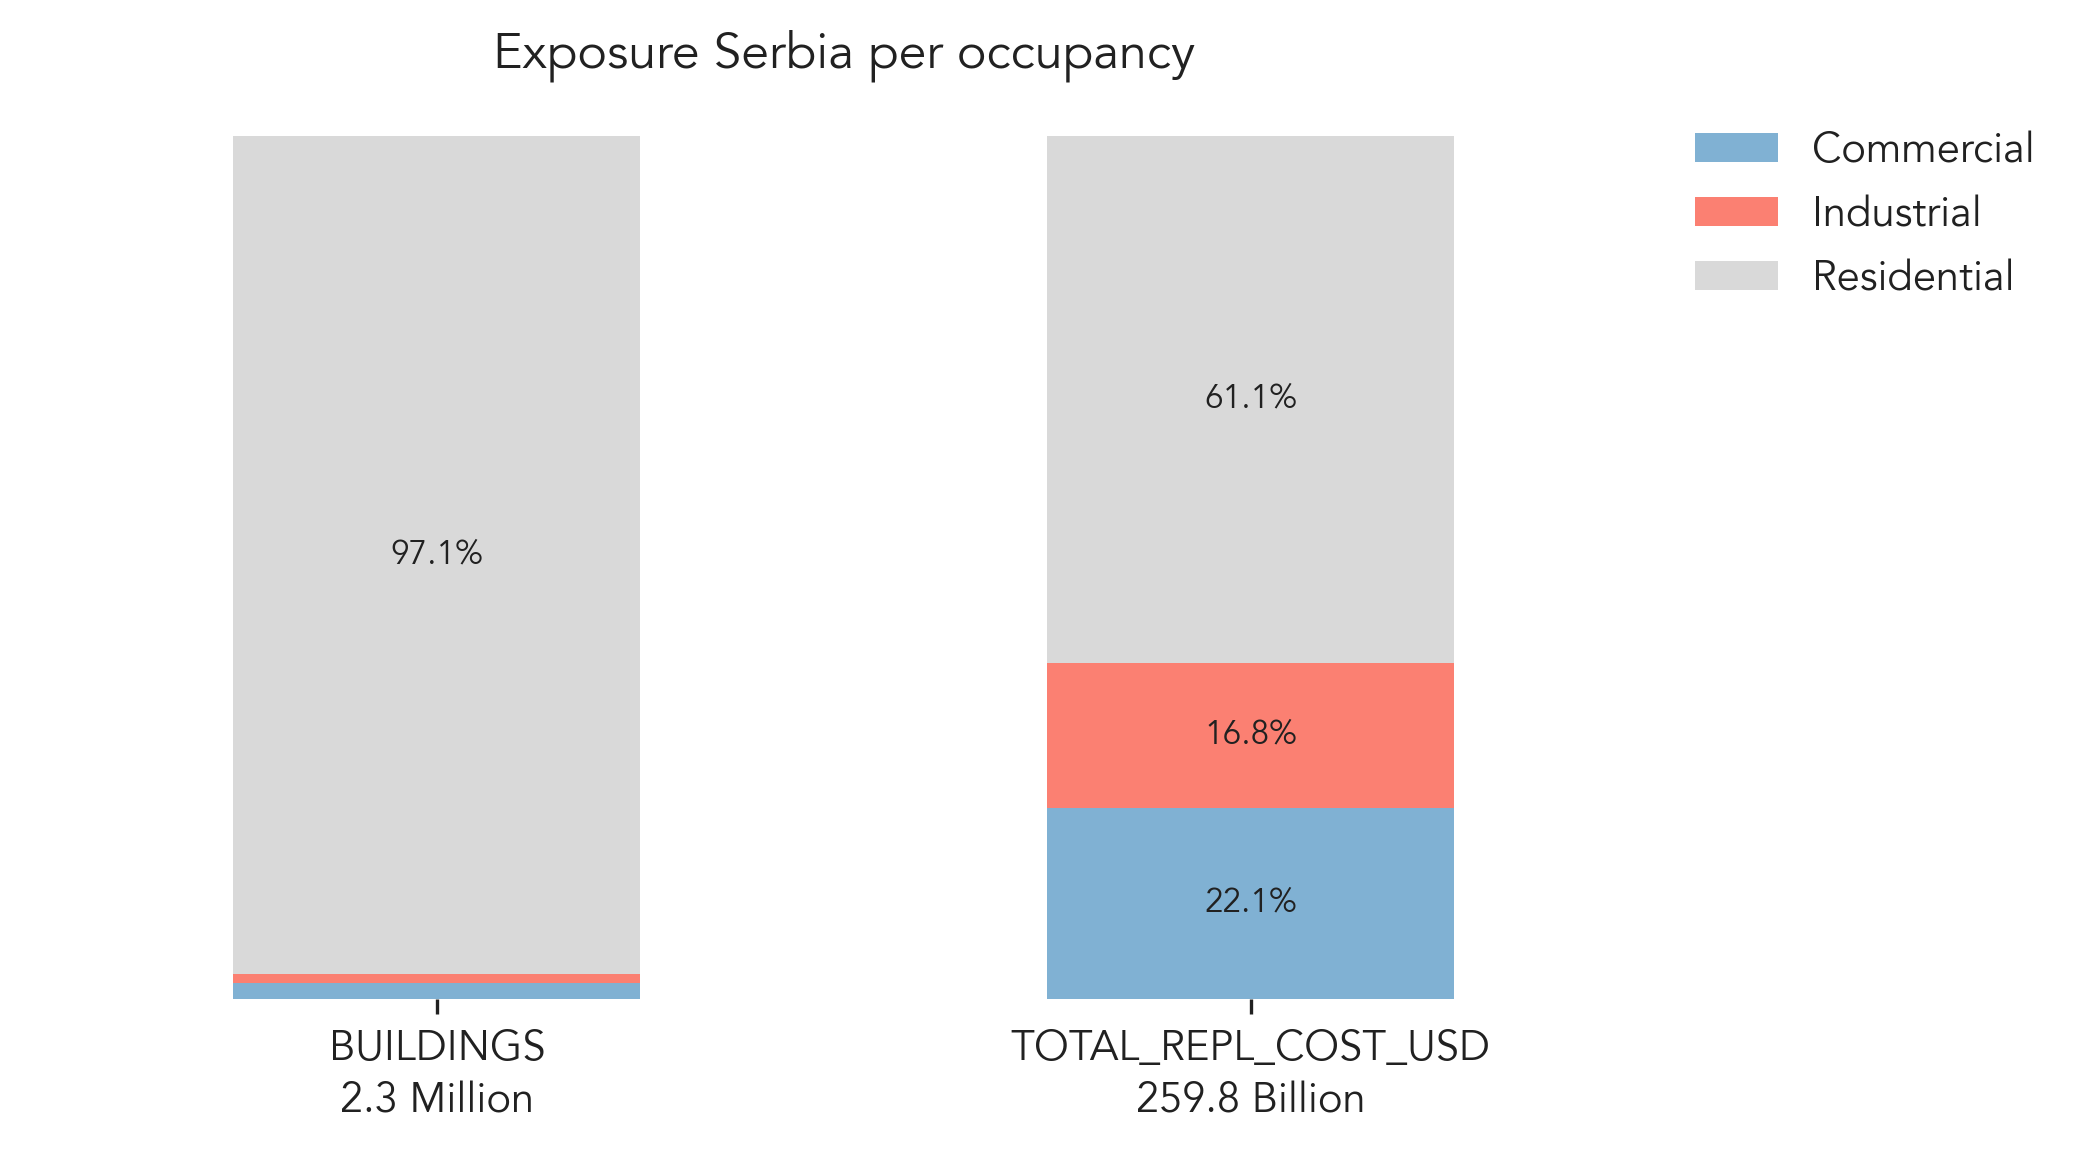 Exposure Serbia per occupancy
Commercial
Industrial
Residential
97.1%
61.1%
16.8%
22.1%
BUILDINGS
2.3 Million
TOTAL_REPL_COST_USD
259.8 Billion